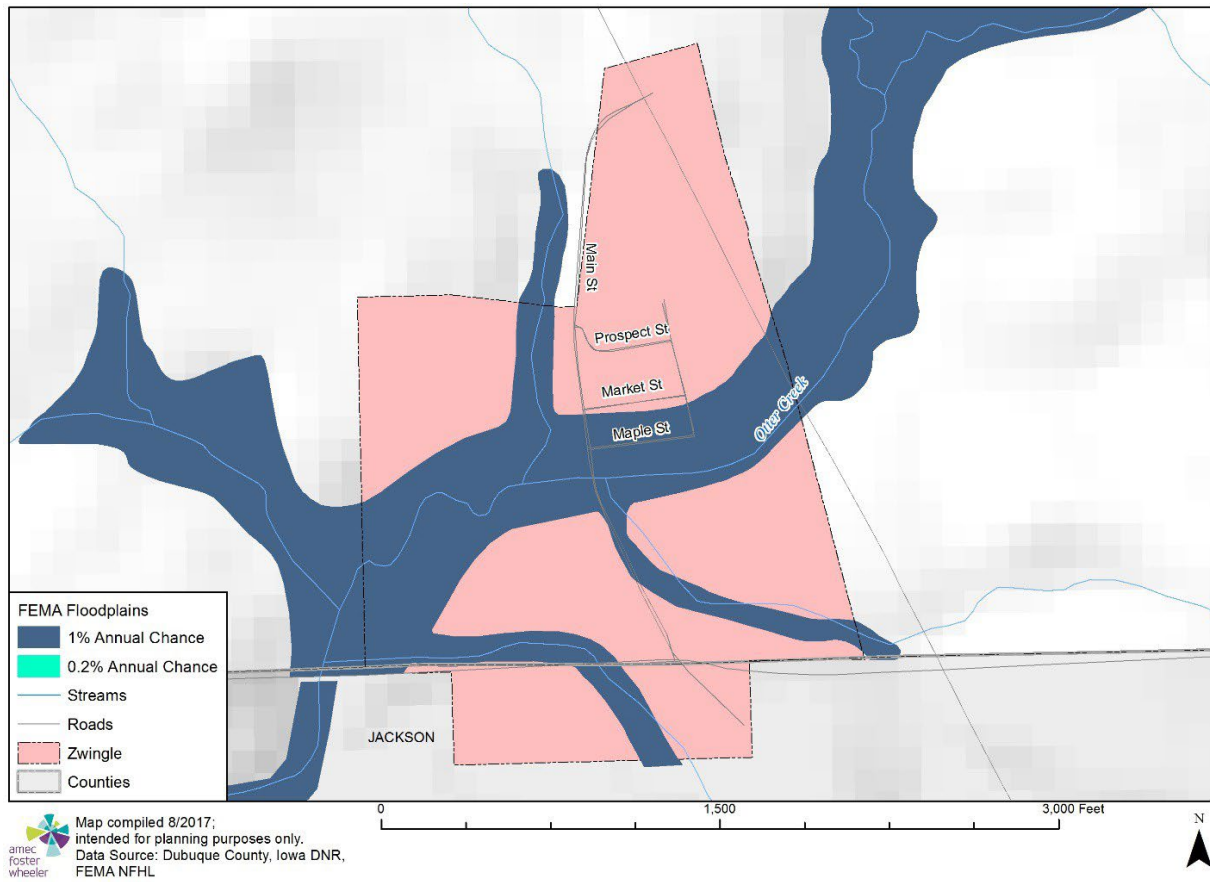 Main St
Prospect St
Market St
Maple St
Otter Creek
JACKSON
FEMA Floodplains
1% Annual Chance
0.2% Annual Chance
Streams
Roads
Zwingle
Counties
0
1,500
3,000 Feet
N
amec
foster
wheeler
Map compiled 8/2017;
intended for planning purposes only.
Data Source: Dubuque County, Iowa DNR,
FEMA NFHL